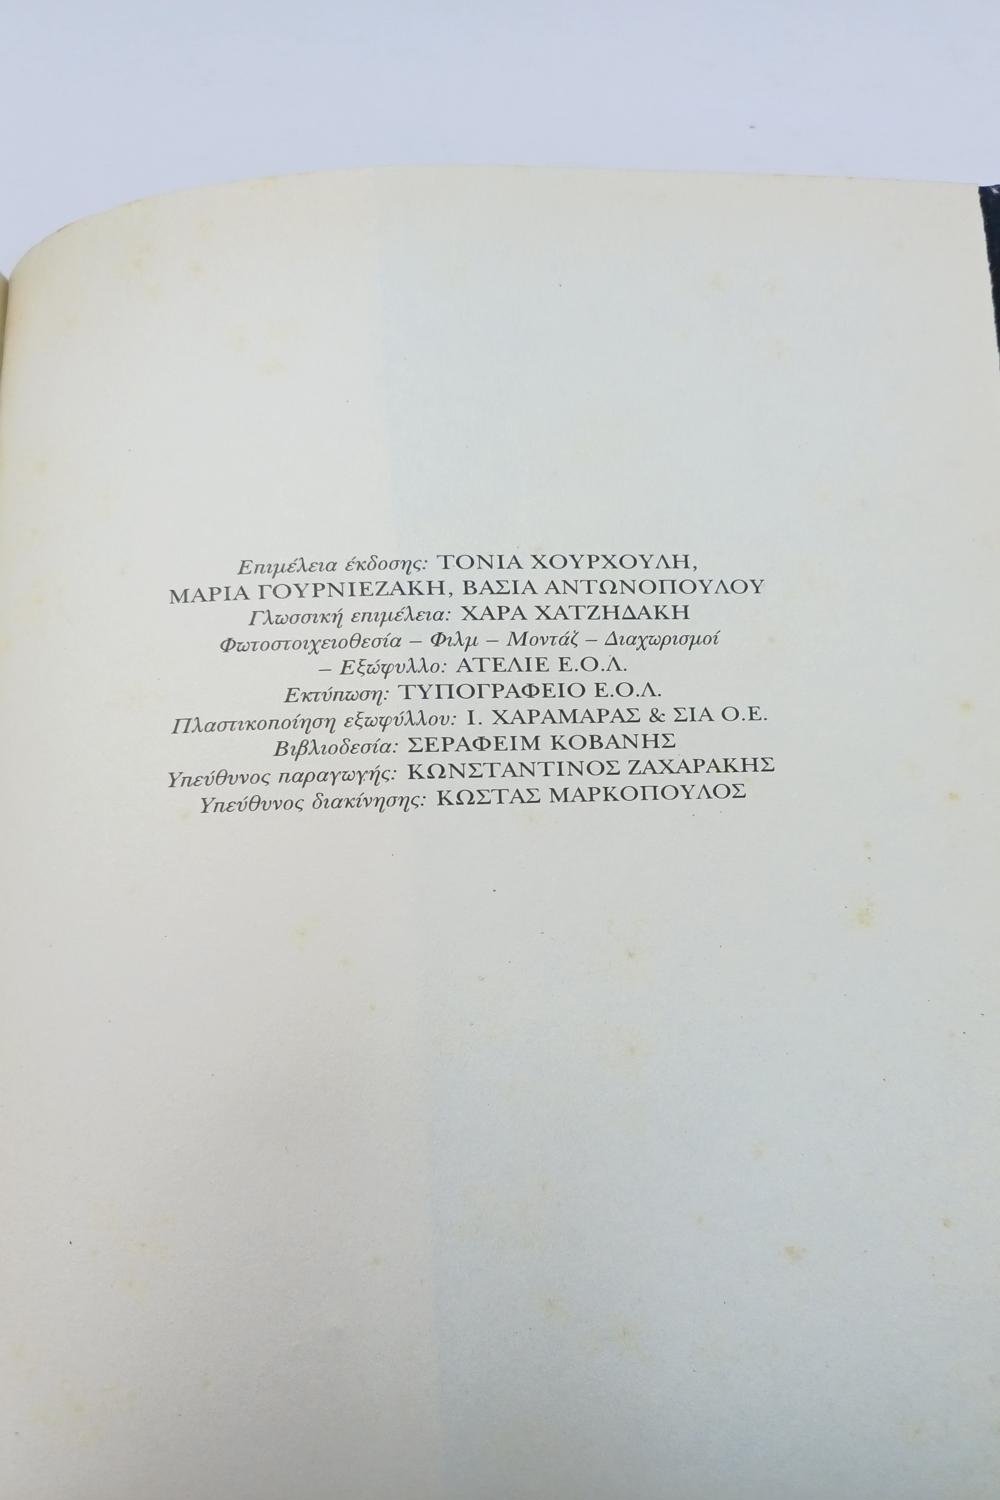 Επιμέλεια έκδοσης: ΤΟΝΙΑ ΧΟΥΡΧΟΥΛΗ,
ΜΑΡΙΑ ΓΟΥΡΝΙΕΖΑΚΗ, ΒΑΣΙΑ ΑΝΤΩΝΟΠΟΥΛΟΥ
Γλωσσική επιμέλεια: ΧΑΡΑ ΧΑΤΖΗΔΑΚΗ
Φωτοστοιχειοθεσία – Φιλμ – Μοντάζ – Διαχωρισμοί
– Εξώφυλλο: ΑΤΕΛΙΕ Ε.Ο.Λ.
Εκτύπωση: ΤΥΠΟΓΡΑΦΕΙΟ Ε.Ο.Λ.
Πλαστικοποίηση εξωφύλλου: Ι. ΧΑΡΑΜΑΡΑΣ & ΣΙΑ Ο.Ε.
Βιβλιοδεσία: ΣΕΡΑΦΕΙΜ ΚΟΒΑΝΗΣ
Υπεύθυνος παραγωγής: ΚΩΝΣΤΑΝΤΙΝΟΣ ΖΑΧΑΡΑΚΗΣ
Υπεύθυνος διακίνησης: ΚΩΣΤΑΣ ΜΑΡΚΟΠΟΥΛΟΣ